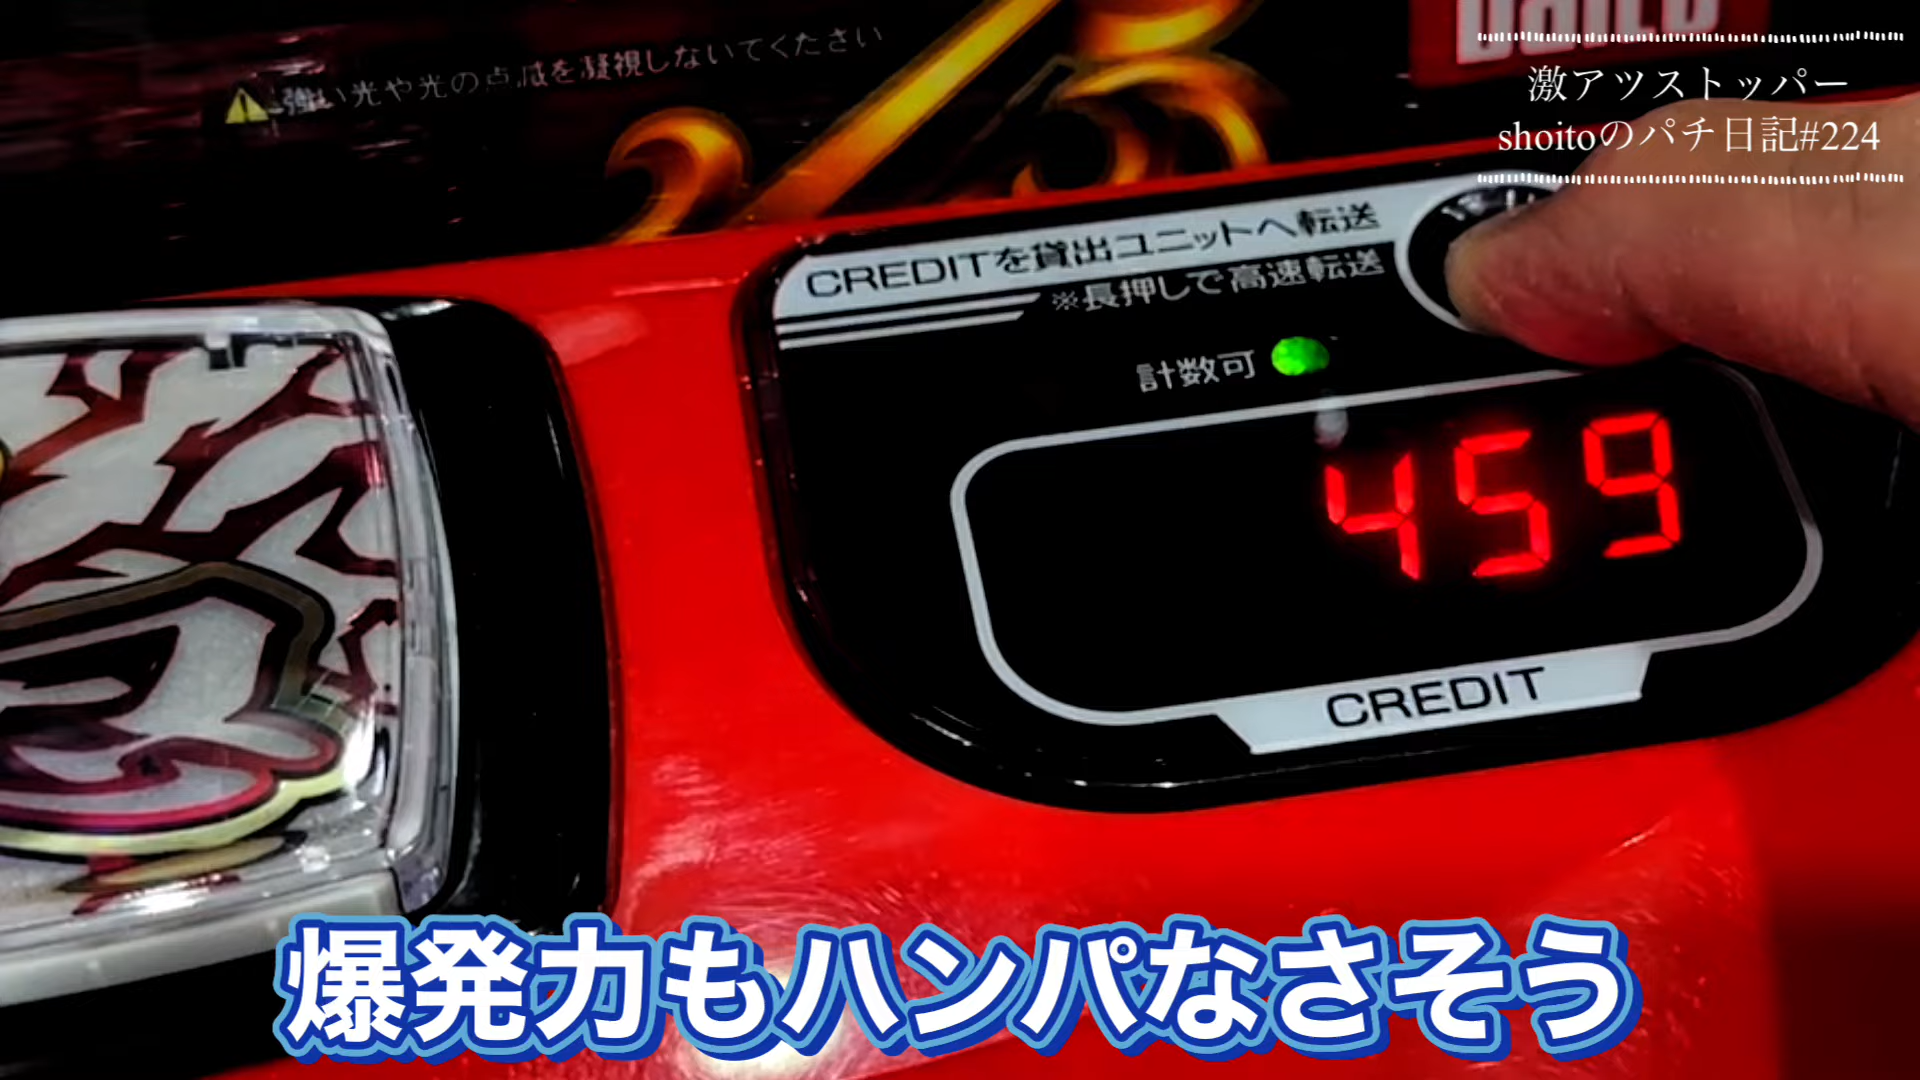 ⚠強い光や光の点滅を凝視しないでください
Daito
激アツストッパー
shoitoのパチ日記#224
CREDITを貸出ユニットへ転送
※長押しで高速転送
計数可
459
CREDIT
爆発力もハンパなさそう